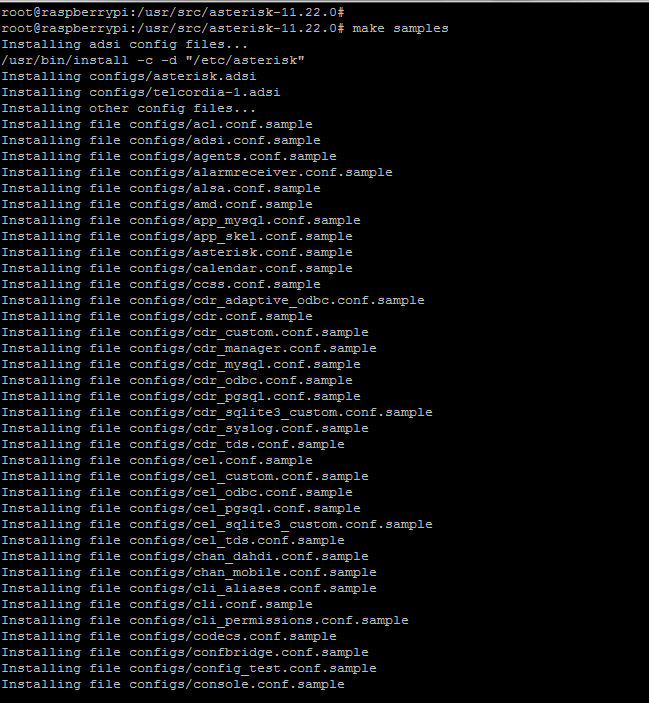 root@raspberrypi:/usr/src/asterisk-11.22.0#
root@raspberrypi:/usr/src/asterisk-11.22.0# make samples
Installing adsi config files...
/usr/bin/install -c -d "/etc/asterisk"
Installing configs/asterisk.adsi
Installing configs/telcordia-1.adsi
Installing other config files...
Installing file configs/acl.conf.sample
Installing file configs/adsi.conf.sample
Installing file configs/agents.conf.sample
Installing file configs/alarmreceiver.conf.sample
Installing file configs/alsa.conf.sample
Installing file configs/amd.conf.sample
Installing file configs/app_mysql.conf.sample
Installing file configs/app_skel.conf.sample
Installing file configs/asterisk.conf.sample
Installing file configs/calendar.conf.sample
Installing file configs/ccss.conf.sample
Installing file configs/cdr_adaptive_odbc.conf.sample
Installing file configs/cdr.conf.sample
Installing file configs/cdr_custom.conf.sample
Installing file configs/cdr_manager.conf.sample
Installing file configs/cdr_mysql.conf.sample
Installing file configs/cdr_odbc.conf.sample
Installing file configs/cdr_pgsql.conf.sample
Installing file configs/cdr_sqlite3_custom.conf.sample
Installing file configs/cdr_syslog.conf.sample
Installing file configs/cdr_tds.conf.sample
Installing file configs/cel.conf.sample
Installing file configs/cel_custom.conf.sample
Installing file configs/cel_odbc.conf.sample
Installing file configs/cel_pgsql.conf.sample
Installing file configs/cel_sqlite3_custom.conf.sample
Installing file configs/cel_tds.conf.sample
Installing file configs/chan_dahdi.conf.sample
Installing file configs/chan_mobile.conf.sample
Installing file configs/cli_aliases.conf.sample
Installing file configs/cli.conf.sample
Installing file configs/cli_permissions.conf.sample
Installing file configs/codecs.conf.sample
Installing file configs/confbridge.conf.sample
Installing file configs/config_test.conf.sample
Installing file configs/console.conf.sample